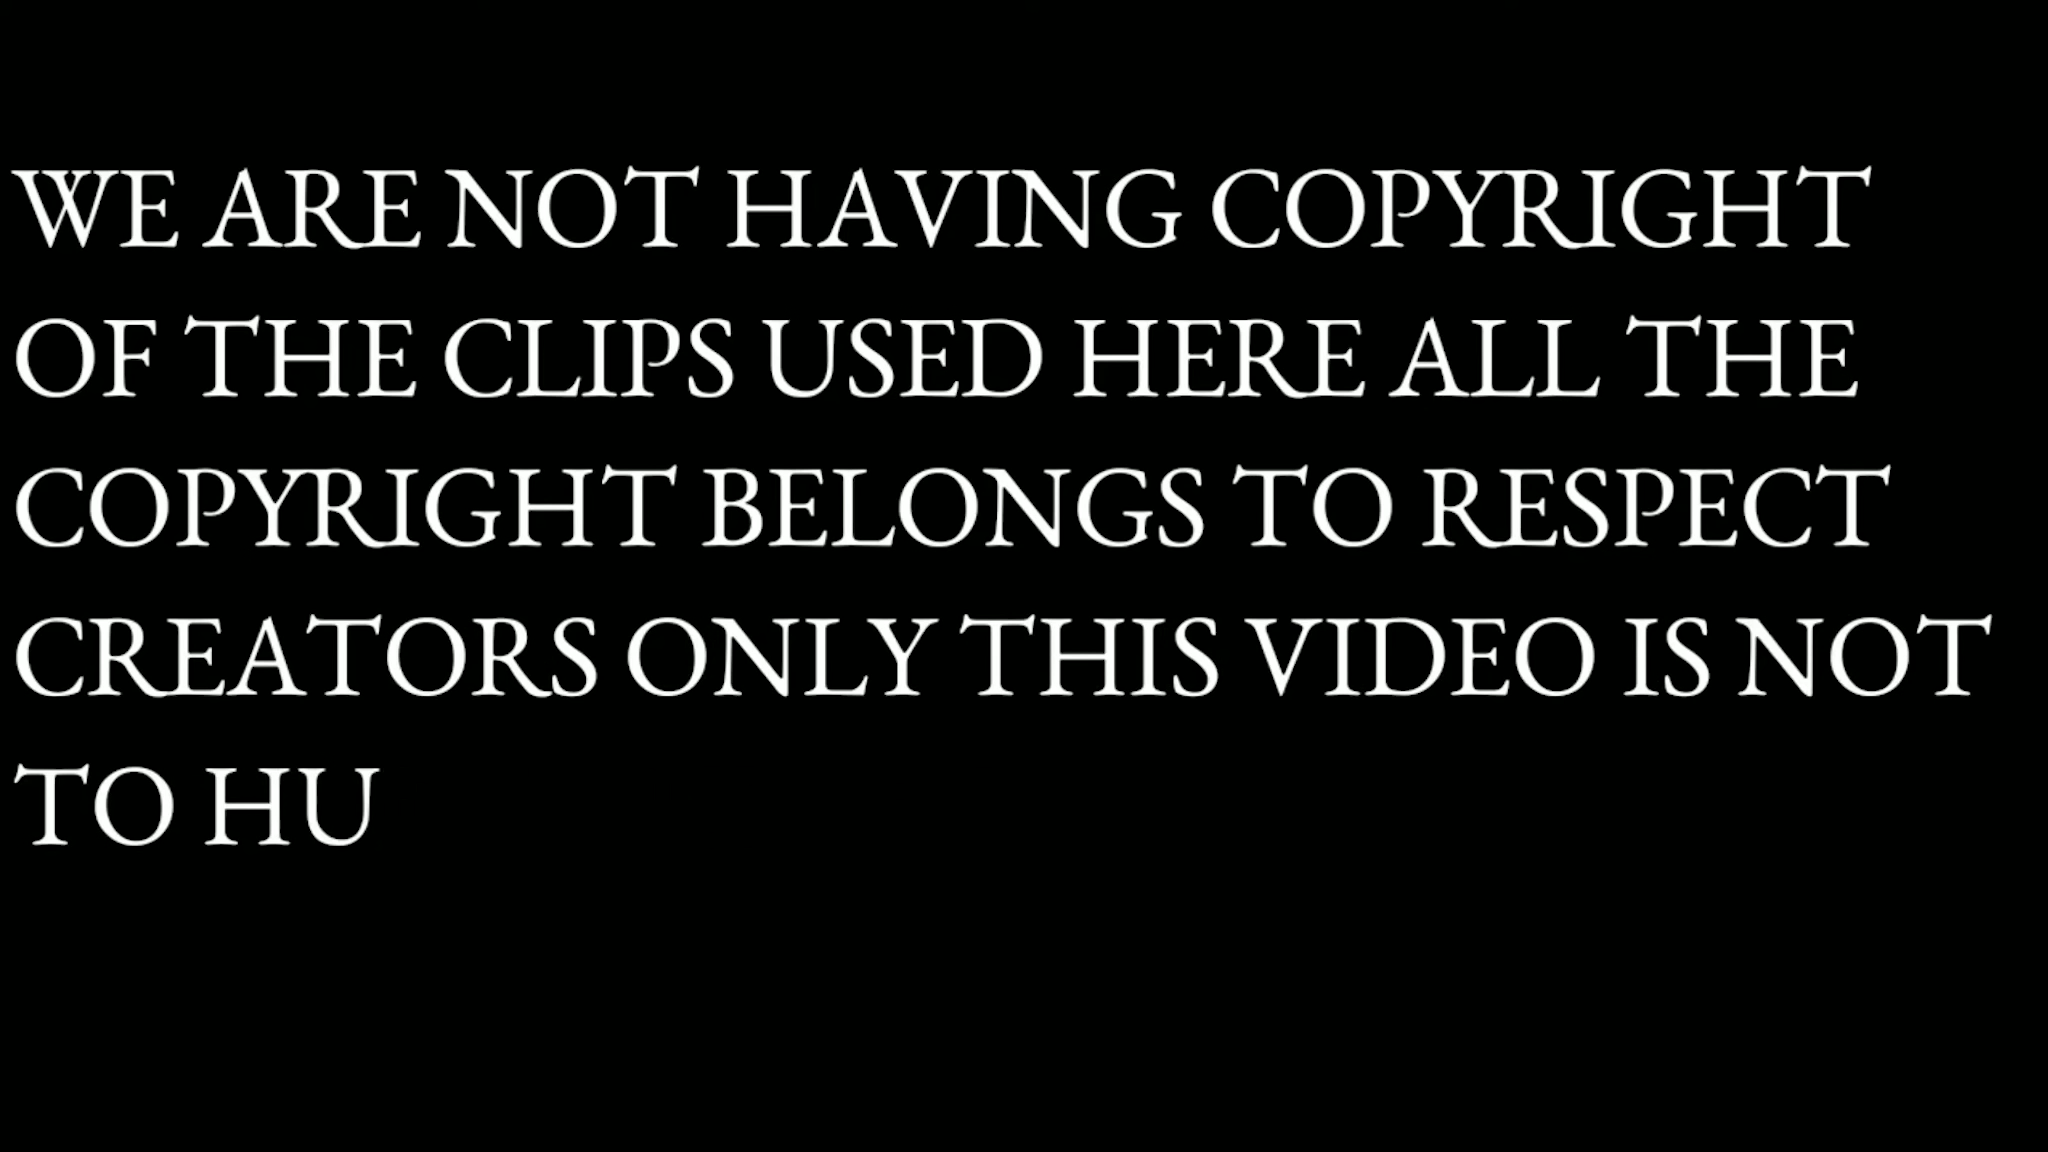 WE ARE NOT HAVING COPYRIGHT
OF THE CLIPS USED HERE ALL THE
COPYRIGHT BELONGS TO RESPECT
CREATORS ONLY THIS VIDEO IS NOT
TO HU